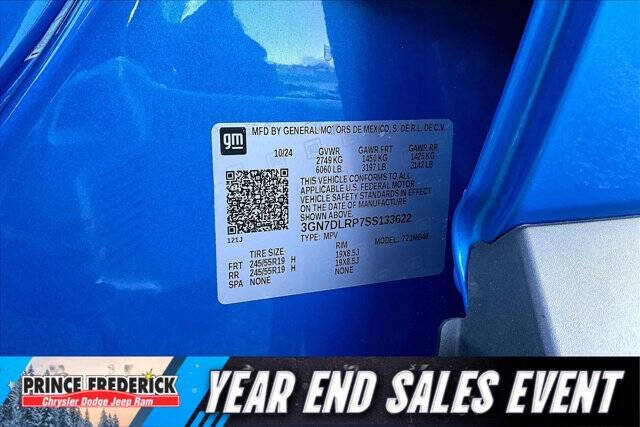 gm
MFD BY GENERAL MOTORS DE MEXICO, S. DE R.L. DE C.V.
10/24 GVWR GAWR FRT GAWR RR
2749 KG 1450 KG 1425 KG
6060 LB 3197 LB 3142 LB
THIS VEHICLE CONFORMS TO ALL
APPLICABLE U.S. FEDERAL MOTOR
VEHICLE SAFETY STANDARDS IN EFFECT
ON THE DATE OF MANUFACTURE SHOWN
ABOVE.
3GN7DLRP7SS133622
121J TYPE: MPV MODEL:
TIRE SIZE RIM
FRT 245/55R19 H 19X8.5J
RR 245/55R19 H 19X8.5J
SPA NONE NONE
PRINCE FREDERICK
Chrysler Dodge Jeep Ram
YEAR END SALES EVENT